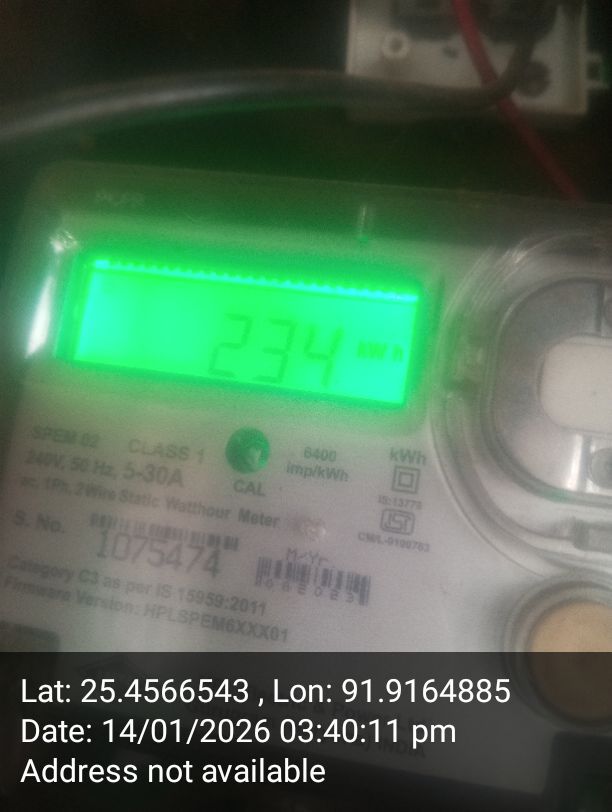 234 kWh
SPEM 02 CLASS 1
6400 imp/kWh
kWh
240V, 50 Hz, 5-30A
CAL
ac, 1Ph, 2Wire Static Watthour Meter
IS:13779
S. No.
1075474
M/Yr
CM/L-9100763
Category C3 as per IS 15959:2011
Firmware Version: HPLSPEM6XXX01
Lat: 25.4566543 , Lon: 91.9164885
Date: 14/01/2026 03:40:11 pm
Address not available